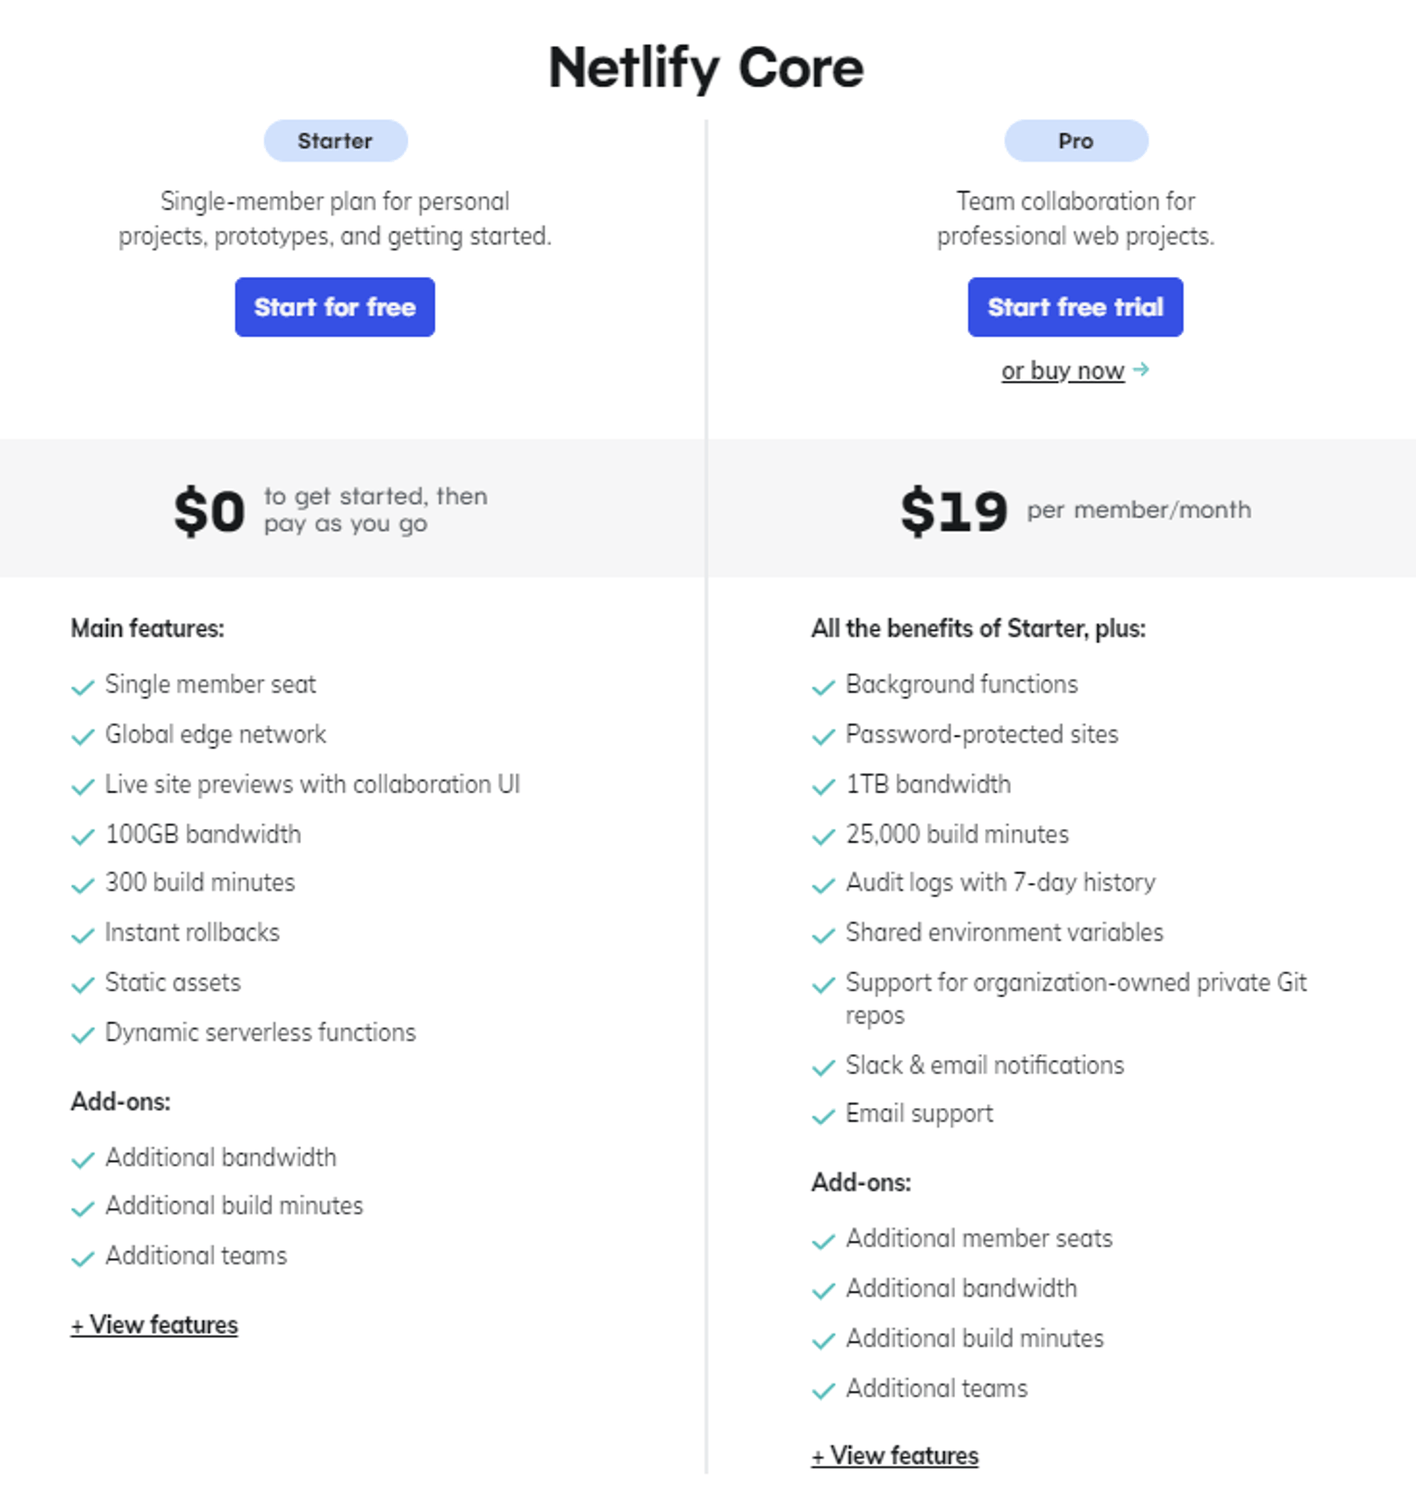 Netlify Core
Starter
Single-member plan for personal
projects, prototypes, and getting started.
Start for free
$0 to get started, then
pay as you go
Main features:
Single member seat
Global edge network
Live site previews with collaboration UI
100GB bandwidth
300 build minutes
Instant rollbacks
Static assets
Dynamic serverless functions
Add-ons:
Additional bandwidth
Additional build minutes
Additional teams
+ View features
Pro
Team collaboration for
professional web projects.
Start free trial
or buy now →
$19 per member/month
All the benefits of Starter, plus:
Background functions
Password-protected sites
1TB bandwidth
25,000 build minutes
Audit logs with 7-day history
Shared environment variables
Support for organization-owned private Git
repos
Slack & email notifications
Email support
Add-ons:
Additional member seats
Additional bandwidth
Additional build minutes
Additional teams
+ View features